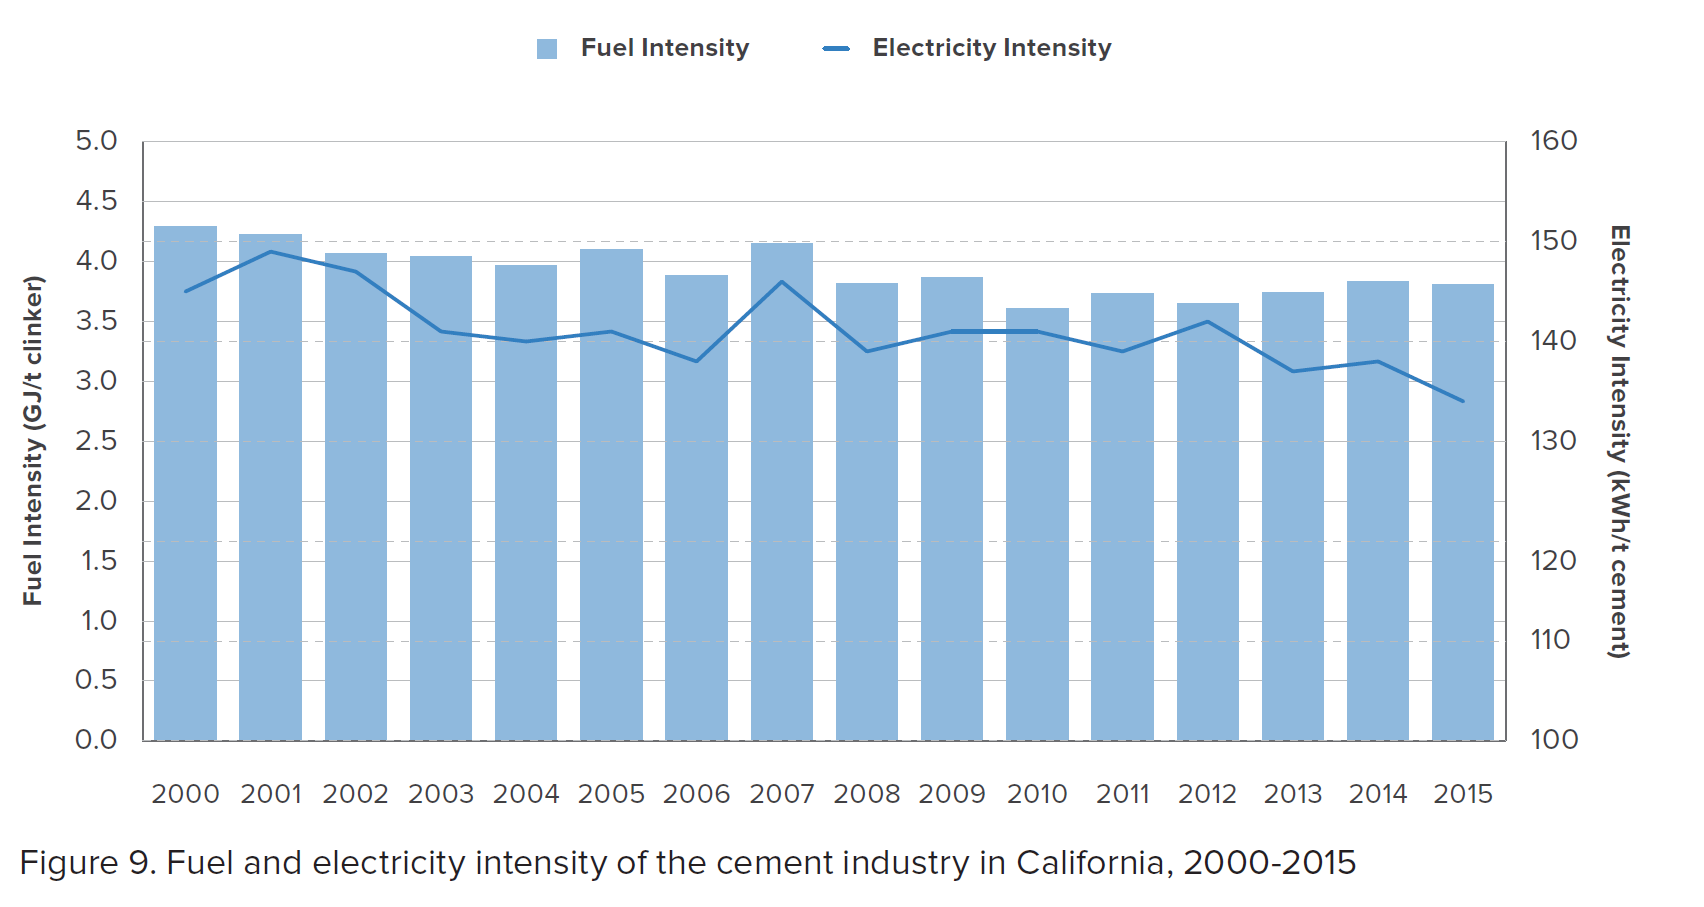 Fuel Intensity Electricity Intensity
5.0 160
4.5
4.0 150
3.5
3.0 140
2.5 130
2.0
1.5 120
1.0 110
0.5
0.0 100
Fuel Intensity (GJ/t clinker)
Electricity Intensity (kWh/t cement)
2000 2001 2002 2003 2004 2005 2006 2007 2008 2009 2010 2011 2012 2013 2014 2015
Figure 9. Fuel and electricity intensity of the cement industry in California, 2000-2015